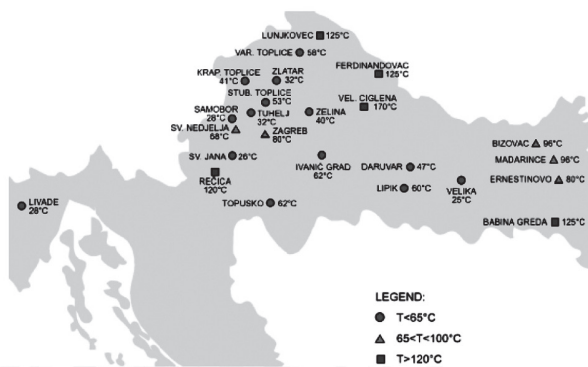 LUNJKOVEC 125°C
VAR. TOPLICE 58°C
FERDINANDOVAC
125°C
KRAP. TOPLICE
41°C
ZLATAR
32°C
STUB. TOPLICE
53°C
VEL. CIGLENA
170°C
SAMOBOR
28°C
TUHELJ
32°C
ZELINA
40°C
SV. NEDJELJA
68°C
ZAGREB
80°C
BIZOVAC 96°C
MADARINCE 96°C
SV. JANA 26°C
IVANIĆ GRAD
62°C
DARUVAR 47°C
ERNESTINOVO 80°C
REČICA
120°C
LIPIK 60°C
VELIKA
25°C
LIVADE
28°C
TOPUSKO 62°C
BABINA GREDA 125°C
LEGEND:
T<65°C
65<T<100°C
T>120°C